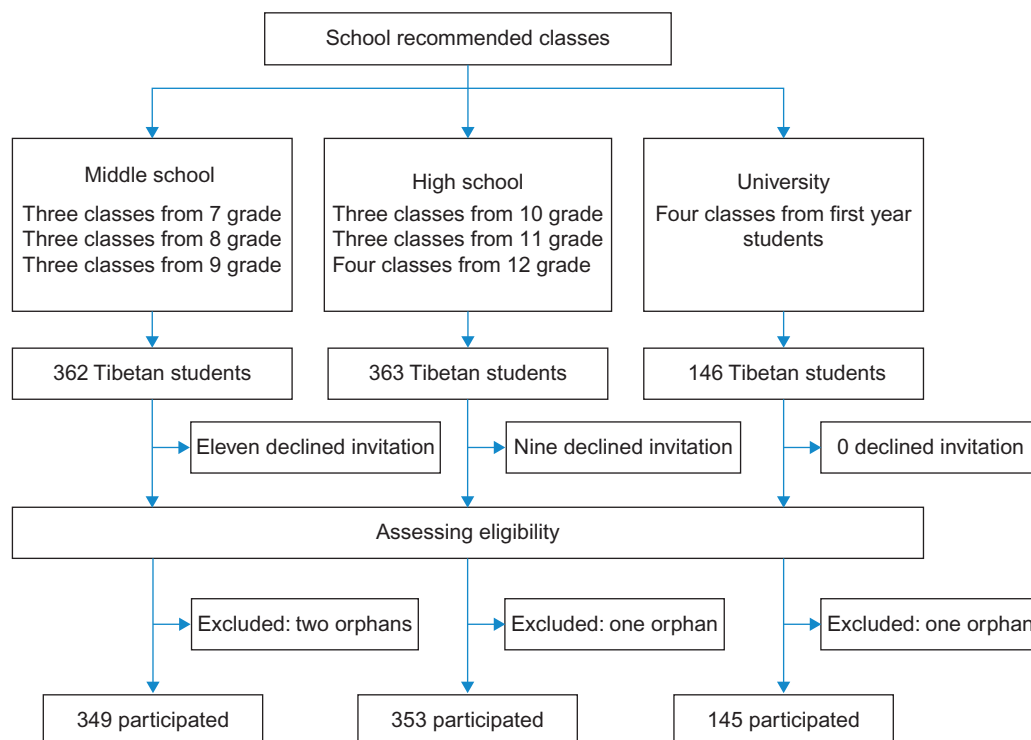 School recommended classes
Middle school
Three classes from 7 grade
Three classes from 8 grade
Three classes from 9 grade
High school
Three classes from 10 grade
Three classes from 11 grade
Four classes from 12 grade
University
Four classes from first year
students
362 Tibetan students
363 Tibetan students
146 Tibetan students
Eleven declined invitation
Nine declined invitation
0 declined invitation
Assessing eligibility
Excluded: two orphans
Excluded: one orphan
Excluded: one orphan
349 participated
353 participated
145 participated